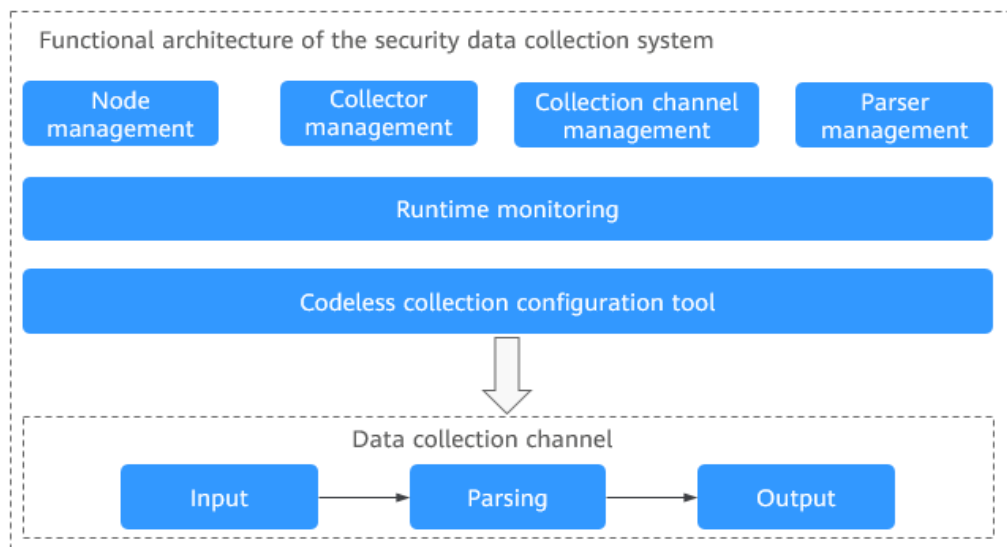 Functional architecture of the security data collection system
Node
management
Collector
management
Collection channel
management
Parser
management
Runtime monitoring
Codeless collection configuration tool
Data collection channel
Input
Parsing
Output